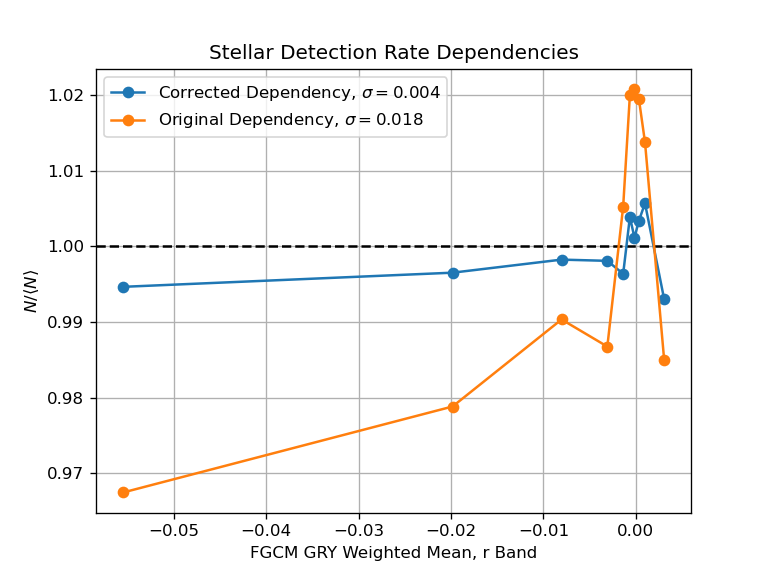 Stellar Detection Rate Dependencies
Corrected Dependency, σ = 0.004
Original Dependency, σ = 0.018
1.02
1.01
1.00
0.99
0.98
0.97
N/⟨N⟩
−0.05 −0.04 −0.03 −0.02 −0.01 0.00
FGCM GRY Weighted Mean, r Band